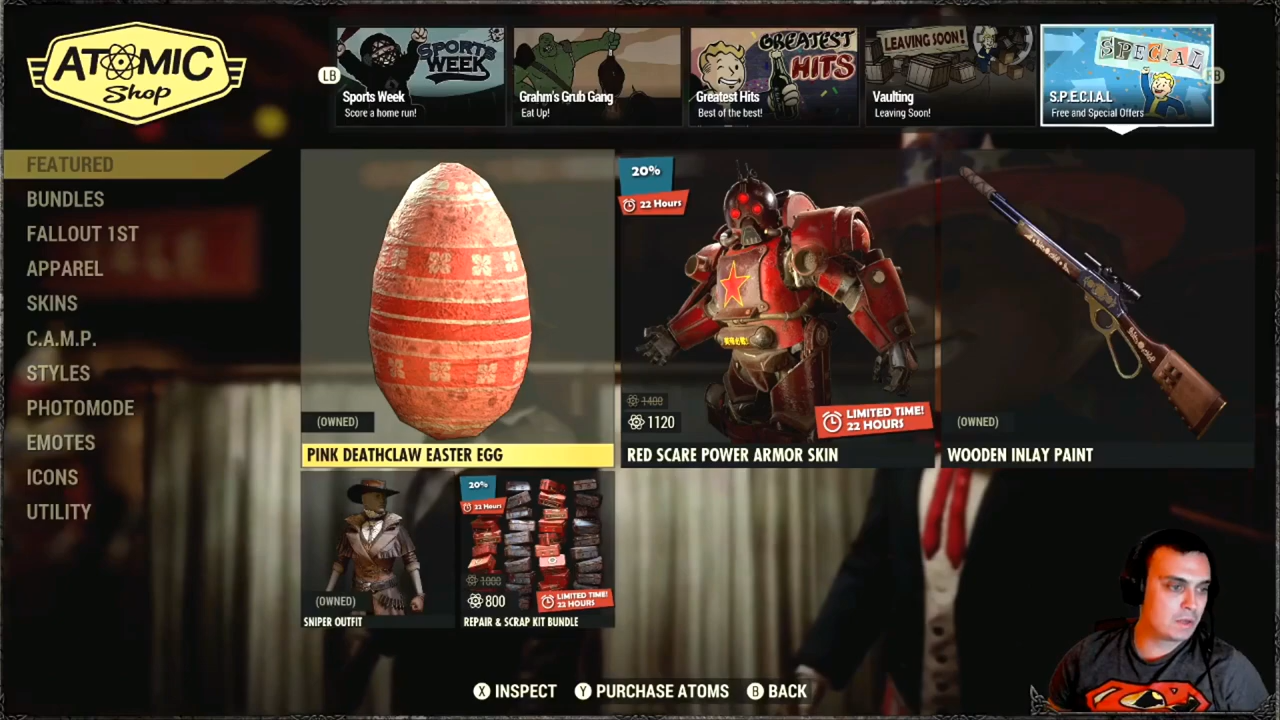 ATOMIC
Shop
LB
SPORTS
WEEK
Sports Week
Score a home run!
Grahm's Grub Gang
Eat Up!
GREATEST
HITS
Greatest Hits
Best of the best!
LEAVING SOON!
Vaulting
Leaving Soon!
SPECIAL
S.P.E.C.I.A.L
Free and Special Offers
RB
FEATURED
BUNDLES
FALLOUT 1ST
APPAREL
SKINS
C.A.M.P.
STYLES
PHOTOMODE
EMOTES
ICONS
UTILITY
(OWNED)
PINK DEATHCLAW EASTER EGG
20%
22 Hours
1400
1120
LIMITED TIME!
22 HOURS
RED SCARE POWER ARMOR SKIN
(OWNED)
WOODEN INLAY PAINT
(OWNED)
SNIPER OUTFIT
20%
22 Hours
1000
800
LIMITED TIME!
22 HOURS
REPAIR & SCRAP KIT BUNDLE
X INSPECT Y PURCHASE ATOMS B BACK